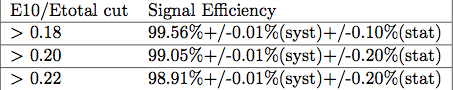 E10/Etotal cut Signal Efficiency
> 0.18 99.56%+/-0.01%(syst)+/-0.10%(stat)
> 0.20 99.05%+/-0.01%(syst)+/-0.20%(stat)
> 0.22 98.91%+/-0.01%(syst)+/-0.20%(stat)